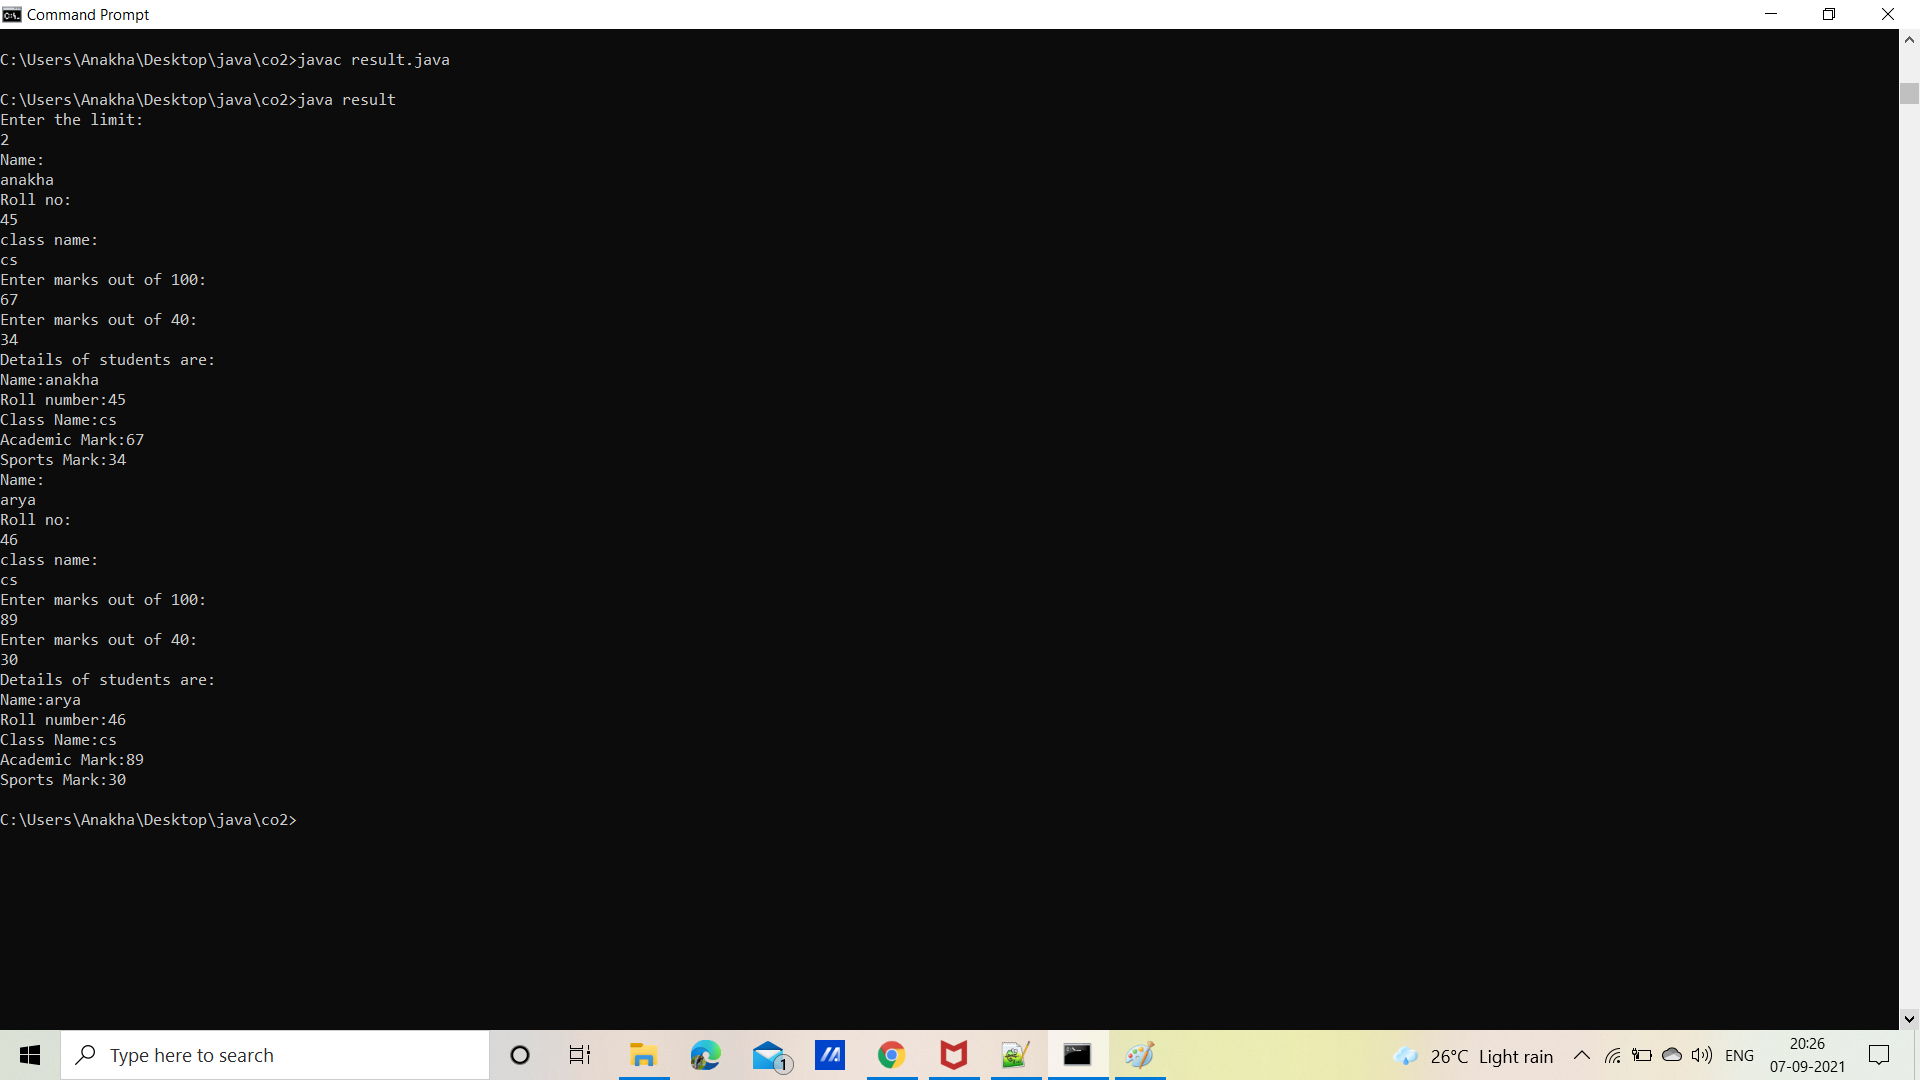 Command Prompt
C:\Users\Anakha\Desktop\java\co2>javac result.java
C:\Users\Anakha\Desktop\java\co2>java result
Enter the limit:
2
Name:
anakha
Roll no:
45
class name:
cs
Enter marks out of 100:
67
Enter marks out of 40:
34
Details of students are:
Name:anakha
Roll number:45
Class Name:cs
Academic Mark:67
Sports Mark:34
Name:
arya
Roll no:
46
class name:
cs
Enter marks out of 100:
89
Enter marks out of 40:
30
Details of students are:
Name:arya
Roll number:46
Class Name:cs
Academic Mark:89
Sports Mark:30
C:\Users\Anakha\Desktop\java\co2>
Type here to search
1
26°C Light rain
ENG
20:26
07-09-2021